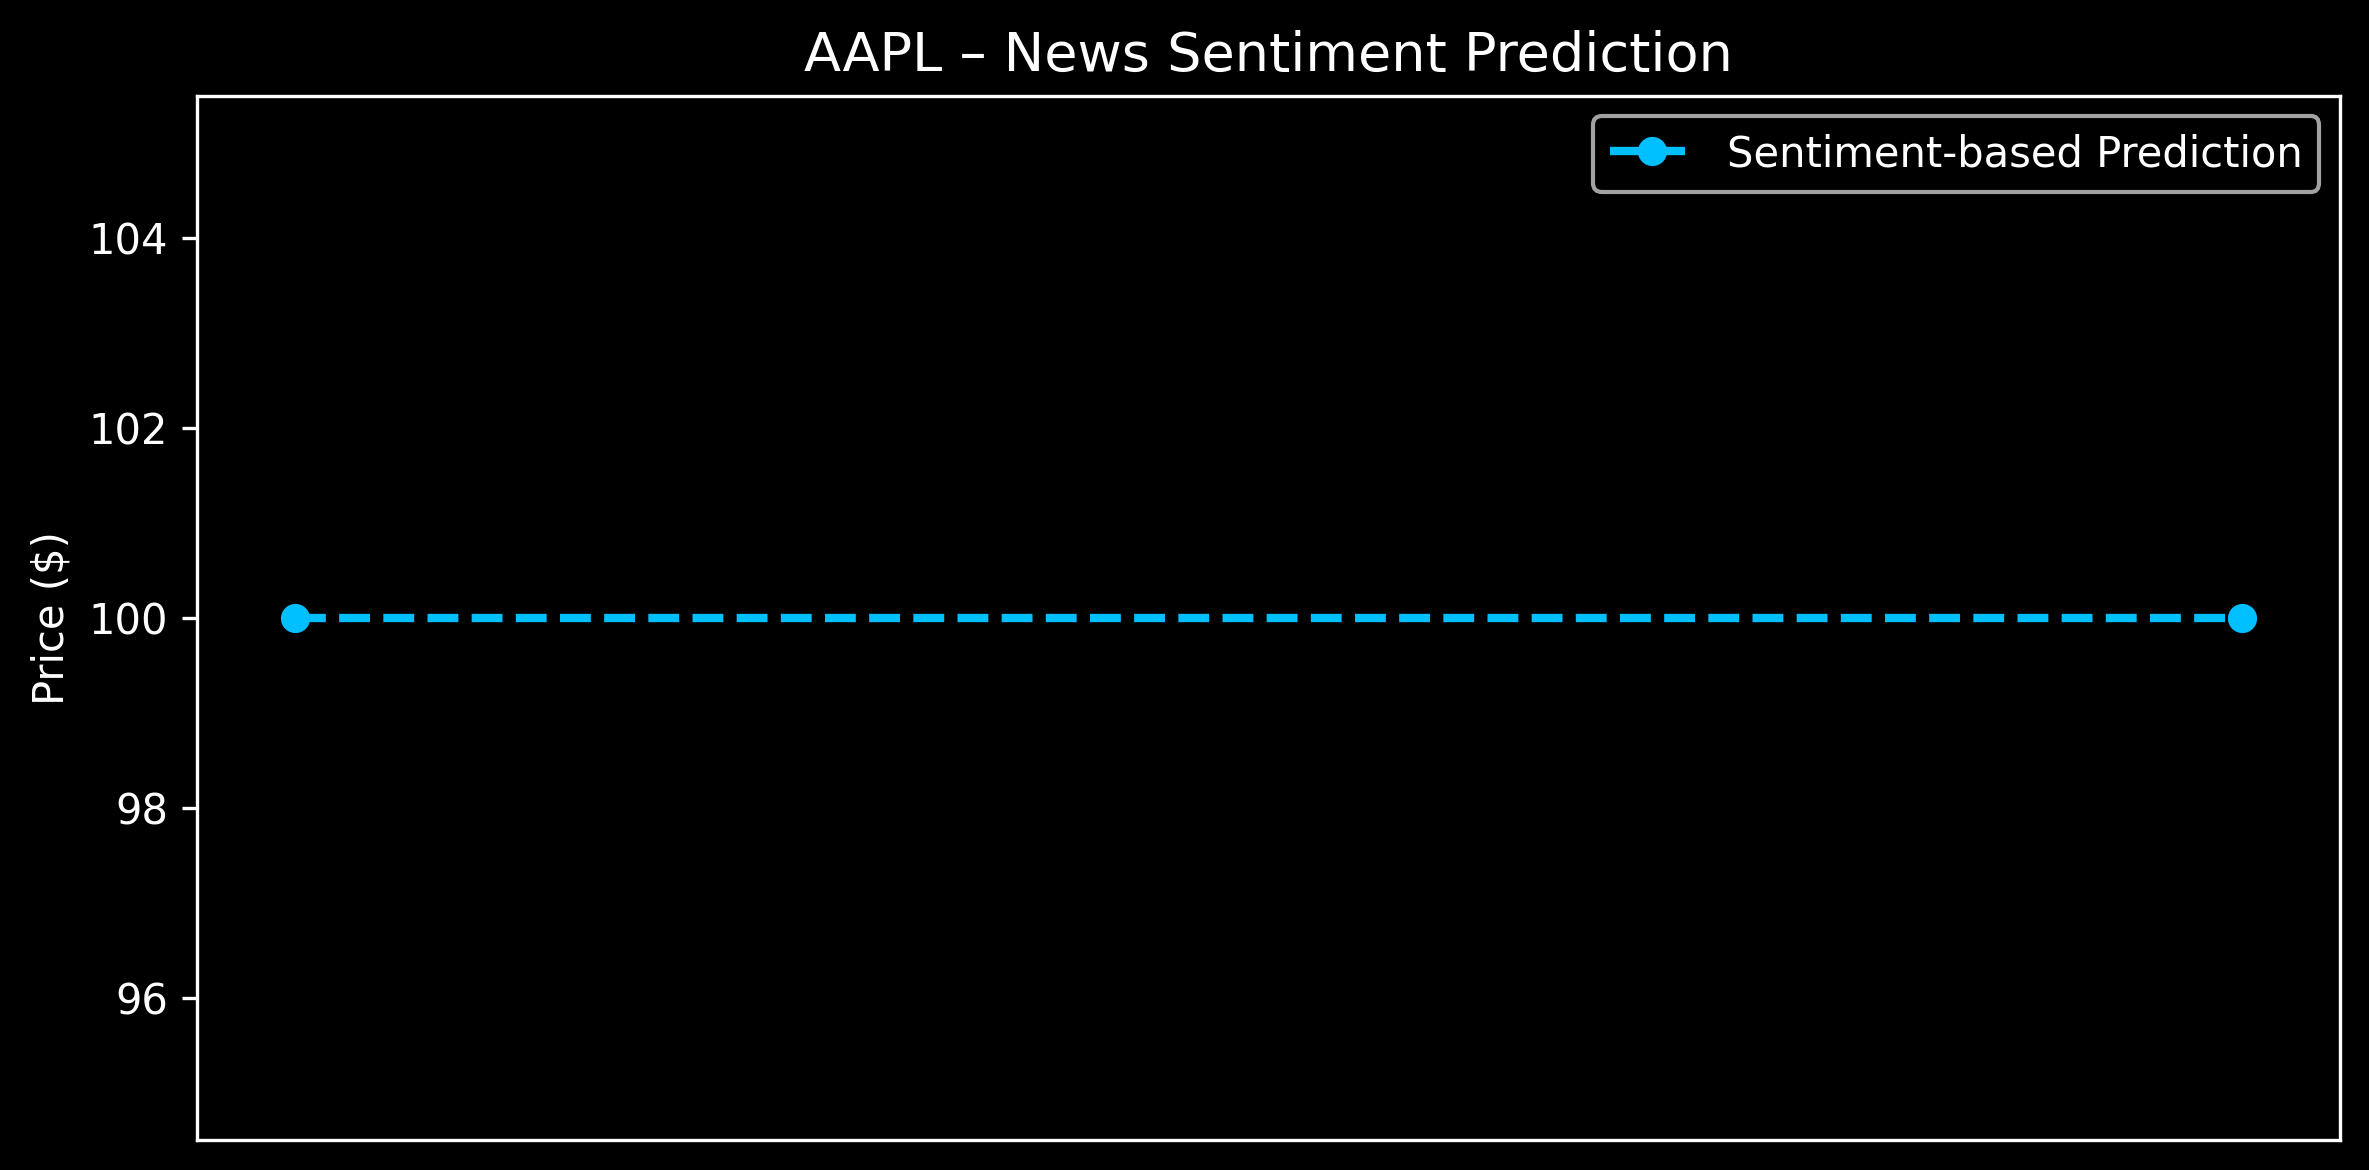 AAPL – News Sentiment Prediction
Sentiment-based Prediction
104
102
100
98
96
Price ($)